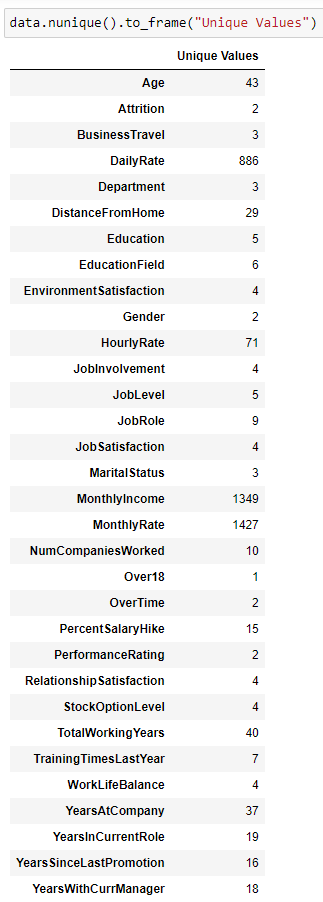 data.nunique().to_frame("Unique Values")
Unique Values
Age 43
Attrition 2
BusinessTravel 3
DailyRate 886
Department 3
DistanceFromHome 29
Education 5
EducationField 6
EnvironmentSatisfaction 4
Gender 2
HourlyRate 71
JobInvolvement 4
JobLevel 5
JobRole 9
JobSatisfaction 4
MaritalStatus 3
MonthlyIncome 1349
MonthlyRate 1427
NumCompaniesWorked 10
Over18 1
OverTime 2
PercentSalaryHike 15
PerformanceRating 2
RelationshipSatisfaction 4
StockOptionLevel 4
TotalWorkingYears 40
TrainingTimesLastYear 7
WorkLifeBalance 4
YearsAtCompany 37
YearsInCurrentRole 19
YearsSinceLastPromotion 16
YearsWithCurrManager 18